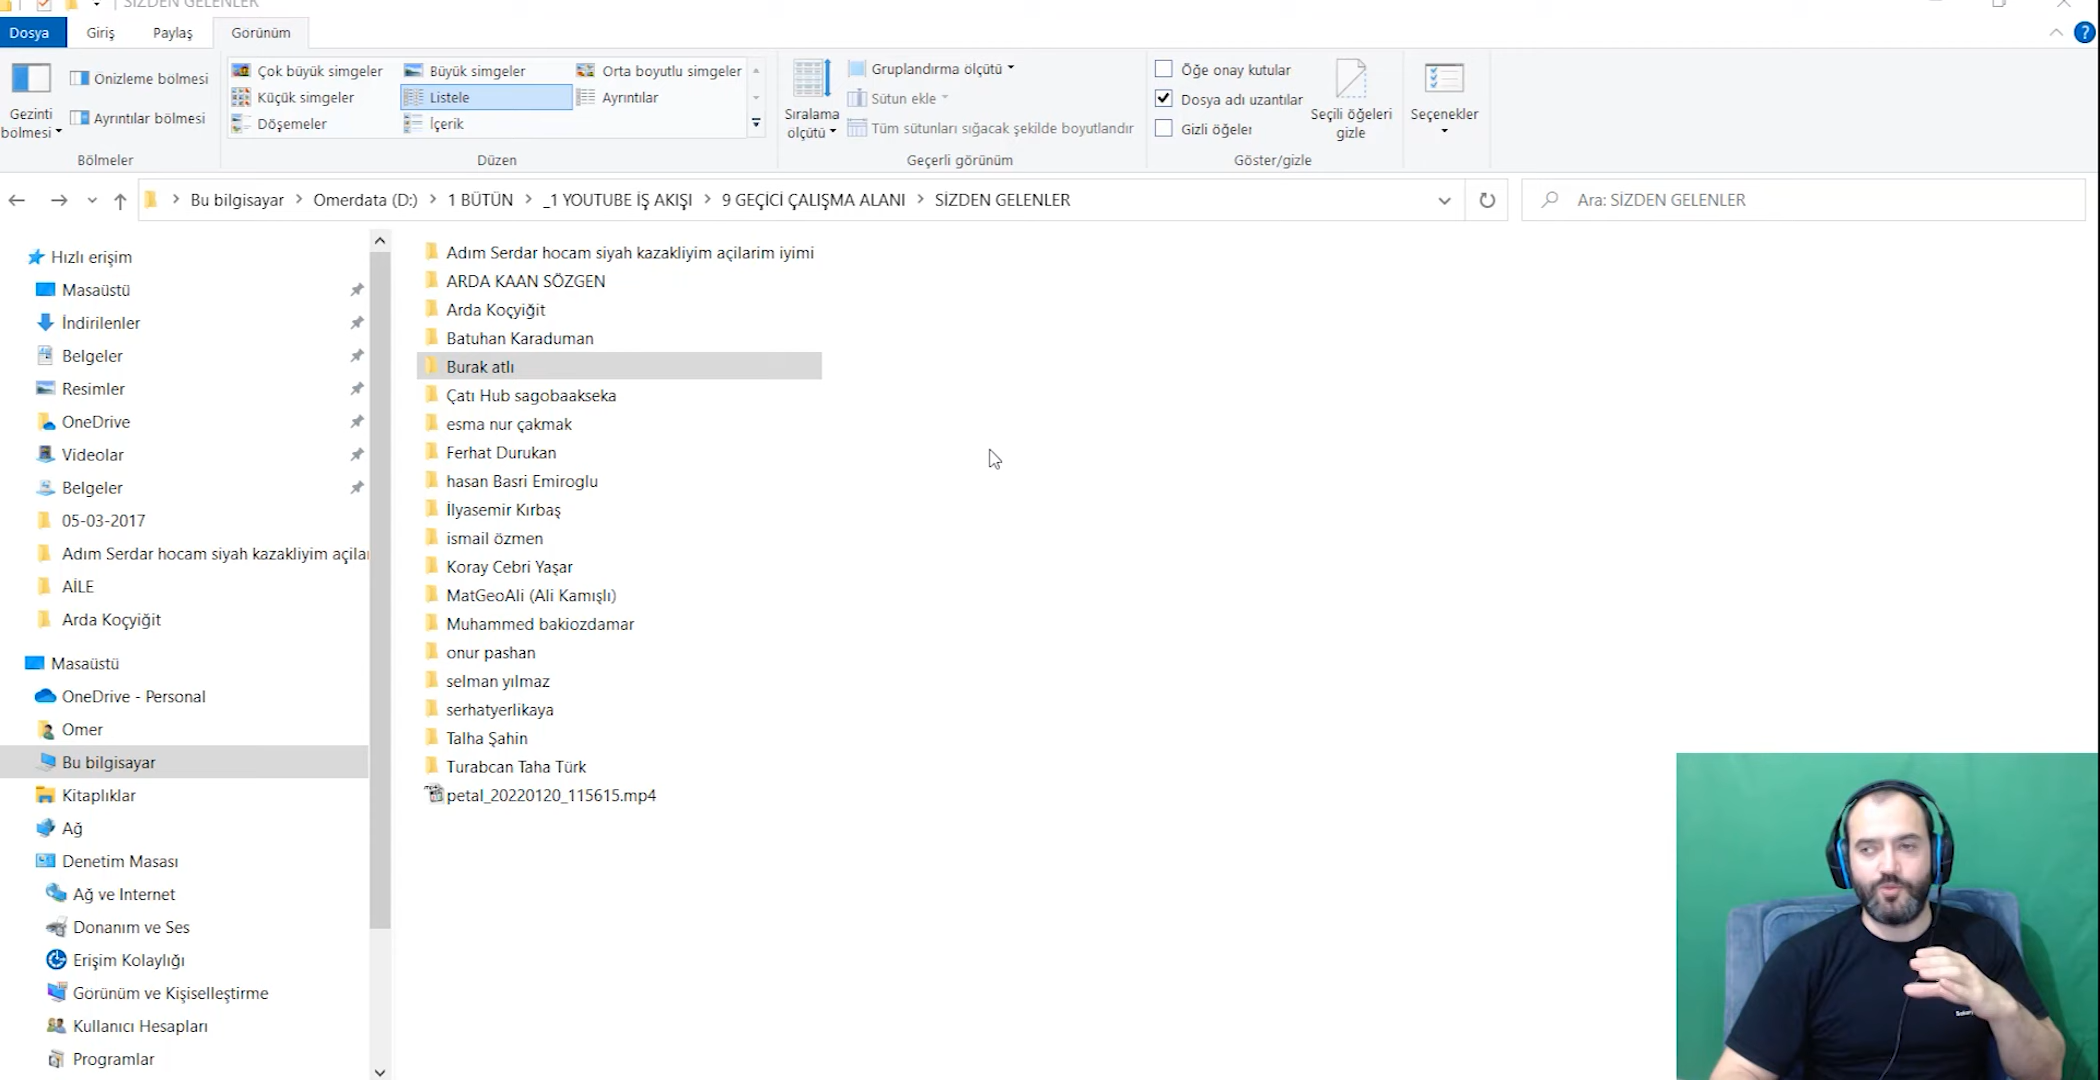 SİZDEN GELENLER
Dosya
Giriş
Paylaş
Görünüm
Gezinti bölmesi
Önizleme bölmesi
Ayrıntılar bölmesi
Bölmeler
Çok büyük simgeler
Büyük simgeler
Orta boyutlu simgeler
Küçük simgeler
Listele
Ayrıntılar
Döşemeler
İçerik
Düzen
Sıralama ölçütü
Gruplandırma ölçütü
Sütun ekle
Tüm sütunları sığacak şekilde boyutlandır
Geçerli görünüm
Öğe onay kutular
Dosya adı uzantılar
Gizli öğeler
Seçili öğeleri gizle
Göster/gizle
Seçenekler
Bu bilgisayar
Omerdata (D:)
1 BÜTÜN
_1 YOUTUBE İŞ AKIŞI
9 GEÇİCİ ÇALIŞMA ALANI
SİZDEN GELENLER
Ara: SİZDEN GELENLER
Hızlı erişim
Masaüstü
İndirilenler
Belgeler
Resimler
OneDrive
Videolar
Belgeler
05-03-2017
Adım Serdar hocam siyah kazakliyim açılar
AİLE
Arda Koçyiğit
Masaüstü
OneDrive - Personal
Omer
Bu bilgisayar
Kitaplıklar
Ağ
Denetim Masası
Ağ ve Internet
Donanım ve Ses
Erişim Kolaylığı
Görünüm ve Kişiselleştirme
Kullanıcı Hesapları
Programlar
Adım Serdar hocam siyah kazakliyim açilarim iyimi
ARDA KAAN SÖZGEN
Arda Koçyiğit
Batuhan Karaduman
Burak atlı
Çatı Hub sagobaakseka
esma nur çakmak
Ferhat Durukan
hasan Basri Emiroglu
İlyasemir Kırbaş
ismail özmen
Koray Cebri Yaşar
MatGeoAli (Ali Kamışlı)
Muhammed bakiozdamar
onur pashan
selman yılmaz
serhatyerlikaya
Talha Şahin
Turabcan Taha Türk
petal_20220120_115615.mp4